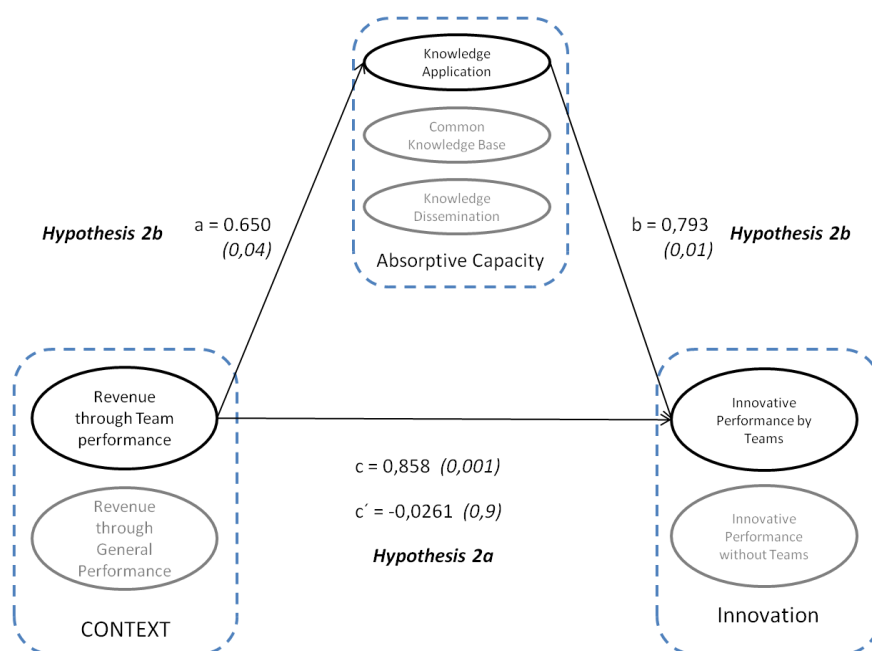 Knowledge
Application
Common
Knowledge Base
Knowledge
Dissemination
Absorptive Capacity
Hypothesis 2b
a = 0.650
(0,04)
b = 0,793
(0,01)
Hypothesis 2b
Revenue
through Team
performance
Revenue
through
General
Performance
CONTEXT
c = 0,858 (0,001)
c´ = -0,0261 (0,9)
Hypothesis 2a
Innovative
Performance by
Teams
Innovative
Performance
without Teams
Innovation